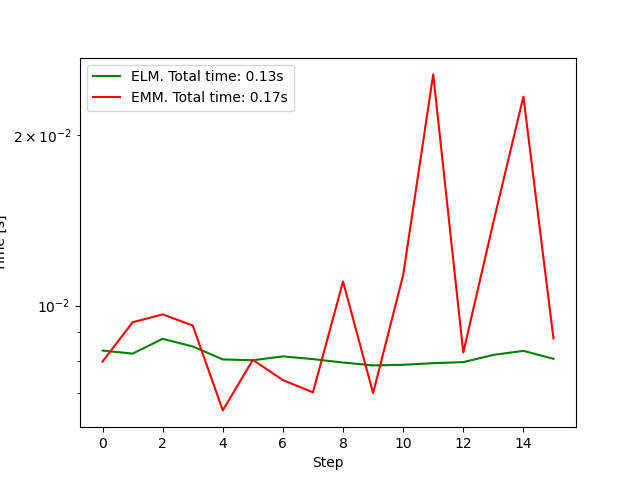 ELM. Total time: 0.13s
EMM. Total time: 0.17s
2 × 10⁻²
10⁻²
[s]
0 2 4 6 8 10 12 14
Step